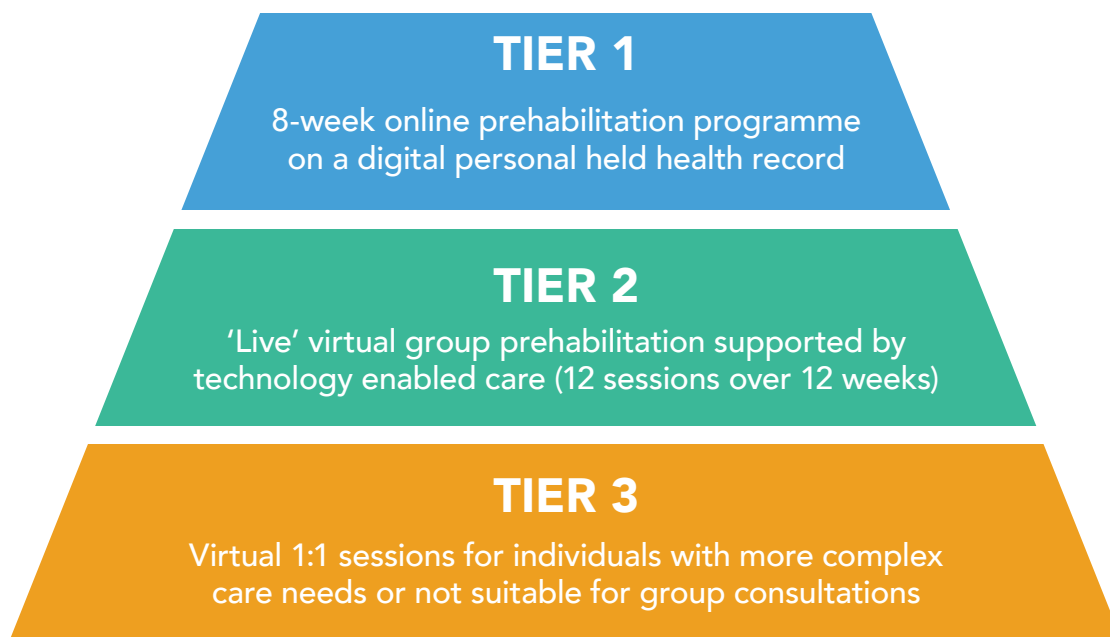 TIER 1
8-week online prehabilitation programme
on a digital personal held health record
TIER 2
‘Live’ virtual group prehabilitation supported by
technology enabled care (12 sessions over 12 weeks)
TIER 3
Virtual 1:1 sessions for individuals with more complex
care needs or not suitable for group consultations